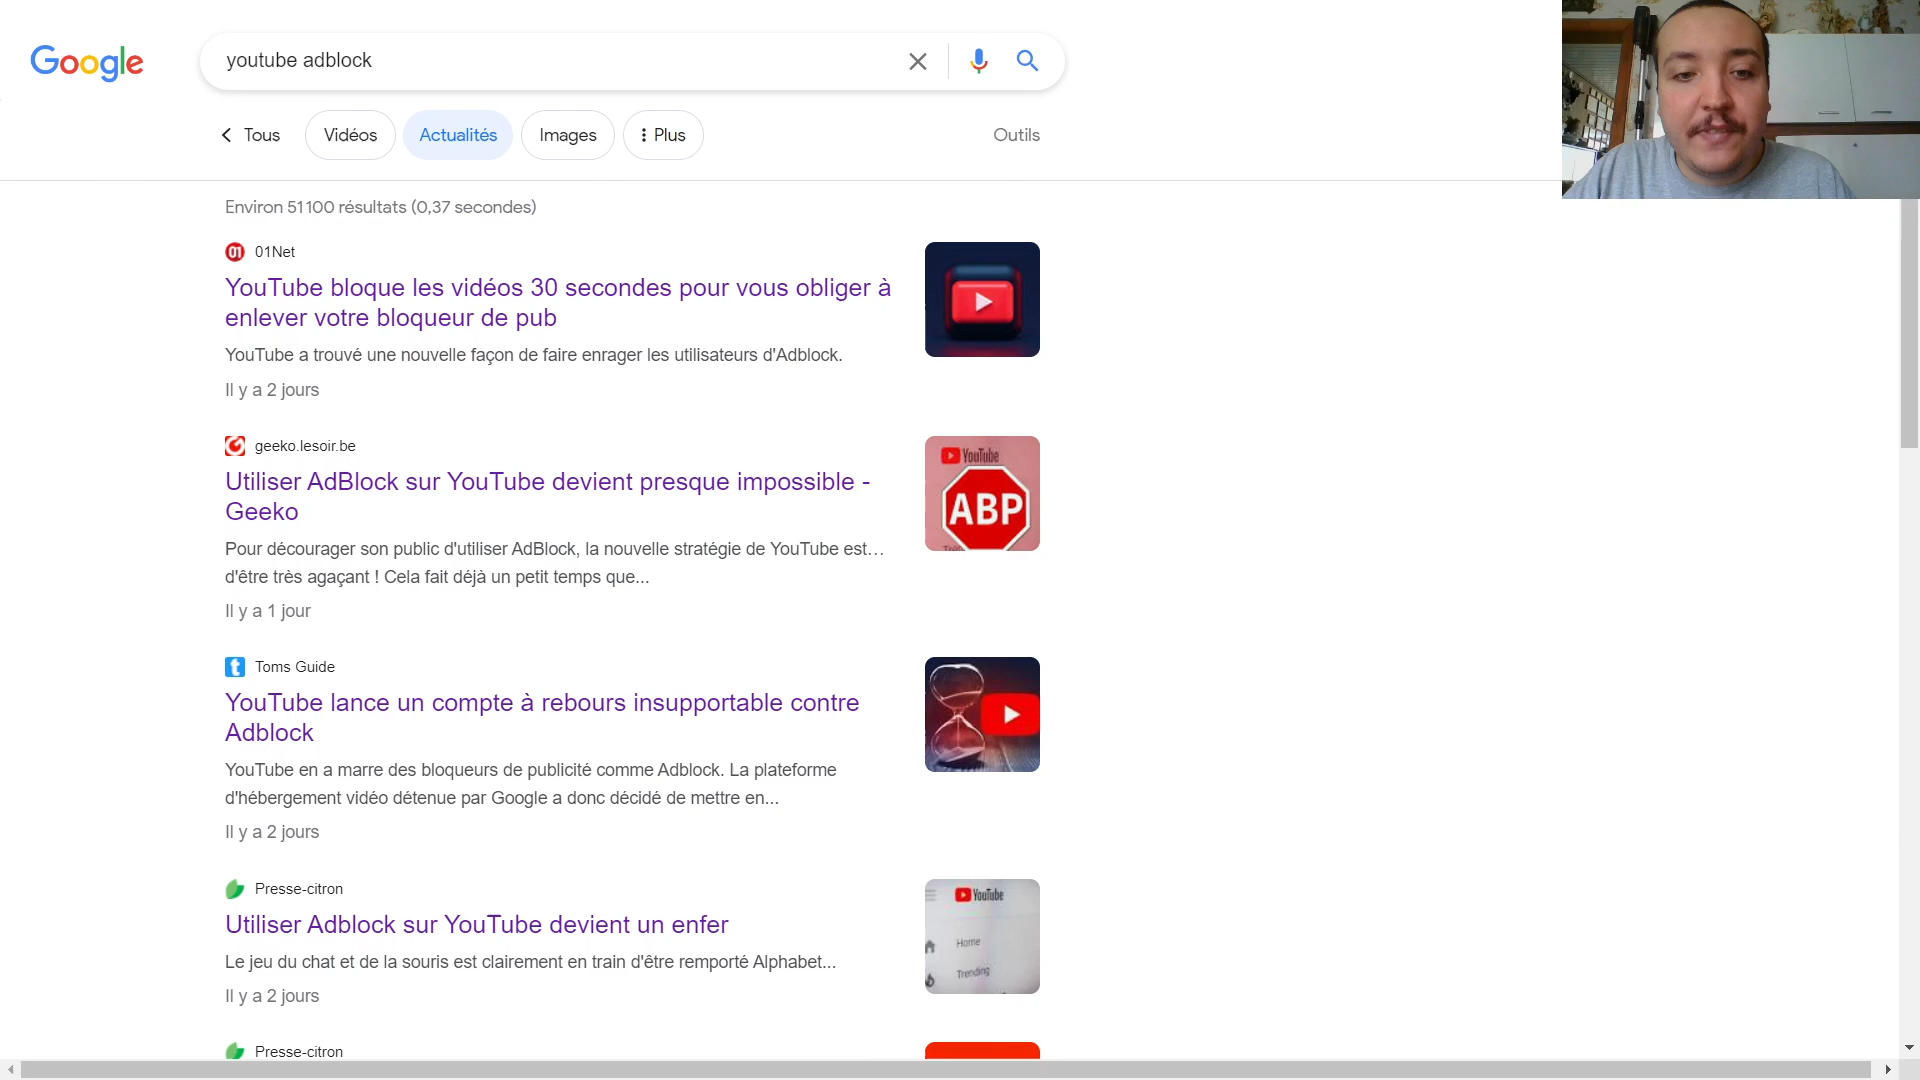 Google
youtube adblock
Tous
Vidéos
Actualités
Images
Plus
Outils
Environ 51 100 résultats (0,37 secondes)
01Net
YouTube bloque les vidéos 30 secondes pour vous obliger à
enlever votre bloqueur de pub
YouTube a trouvé une nouvelle façon de faire enrager les utilisateurs d'Adblock.
Il y a 2 jours
geeko.lesoir.be
Utiliser AdBlock sur YouTube devient presque impossible -
Geeko
Pour décourager son public d'utiliser AdBlock, la nouvelle stratégie de YouTube est…
d'être très agaçant ! Cela fait déjà un petit temps que...
Il y a 1 jour
YouTube
ABP
Toms Guide
YouTube lance un compte à rebours insupportable contre
Adblock
YouTube en a marre des bloqueurs de publicité comme Adblock. La plateforme
d'hébergement vidéo détenue par Google a donc décidé de mettre en...
Il y a 2 jours
Presse-citron
Utiliser Adblock sur YouTube devient un enfer
Le jeu du chat et de la souris est clairement en train d'être remporté Alphabet...
Il y a 2 jours
YouTube
Home
Trending
Presse-citron